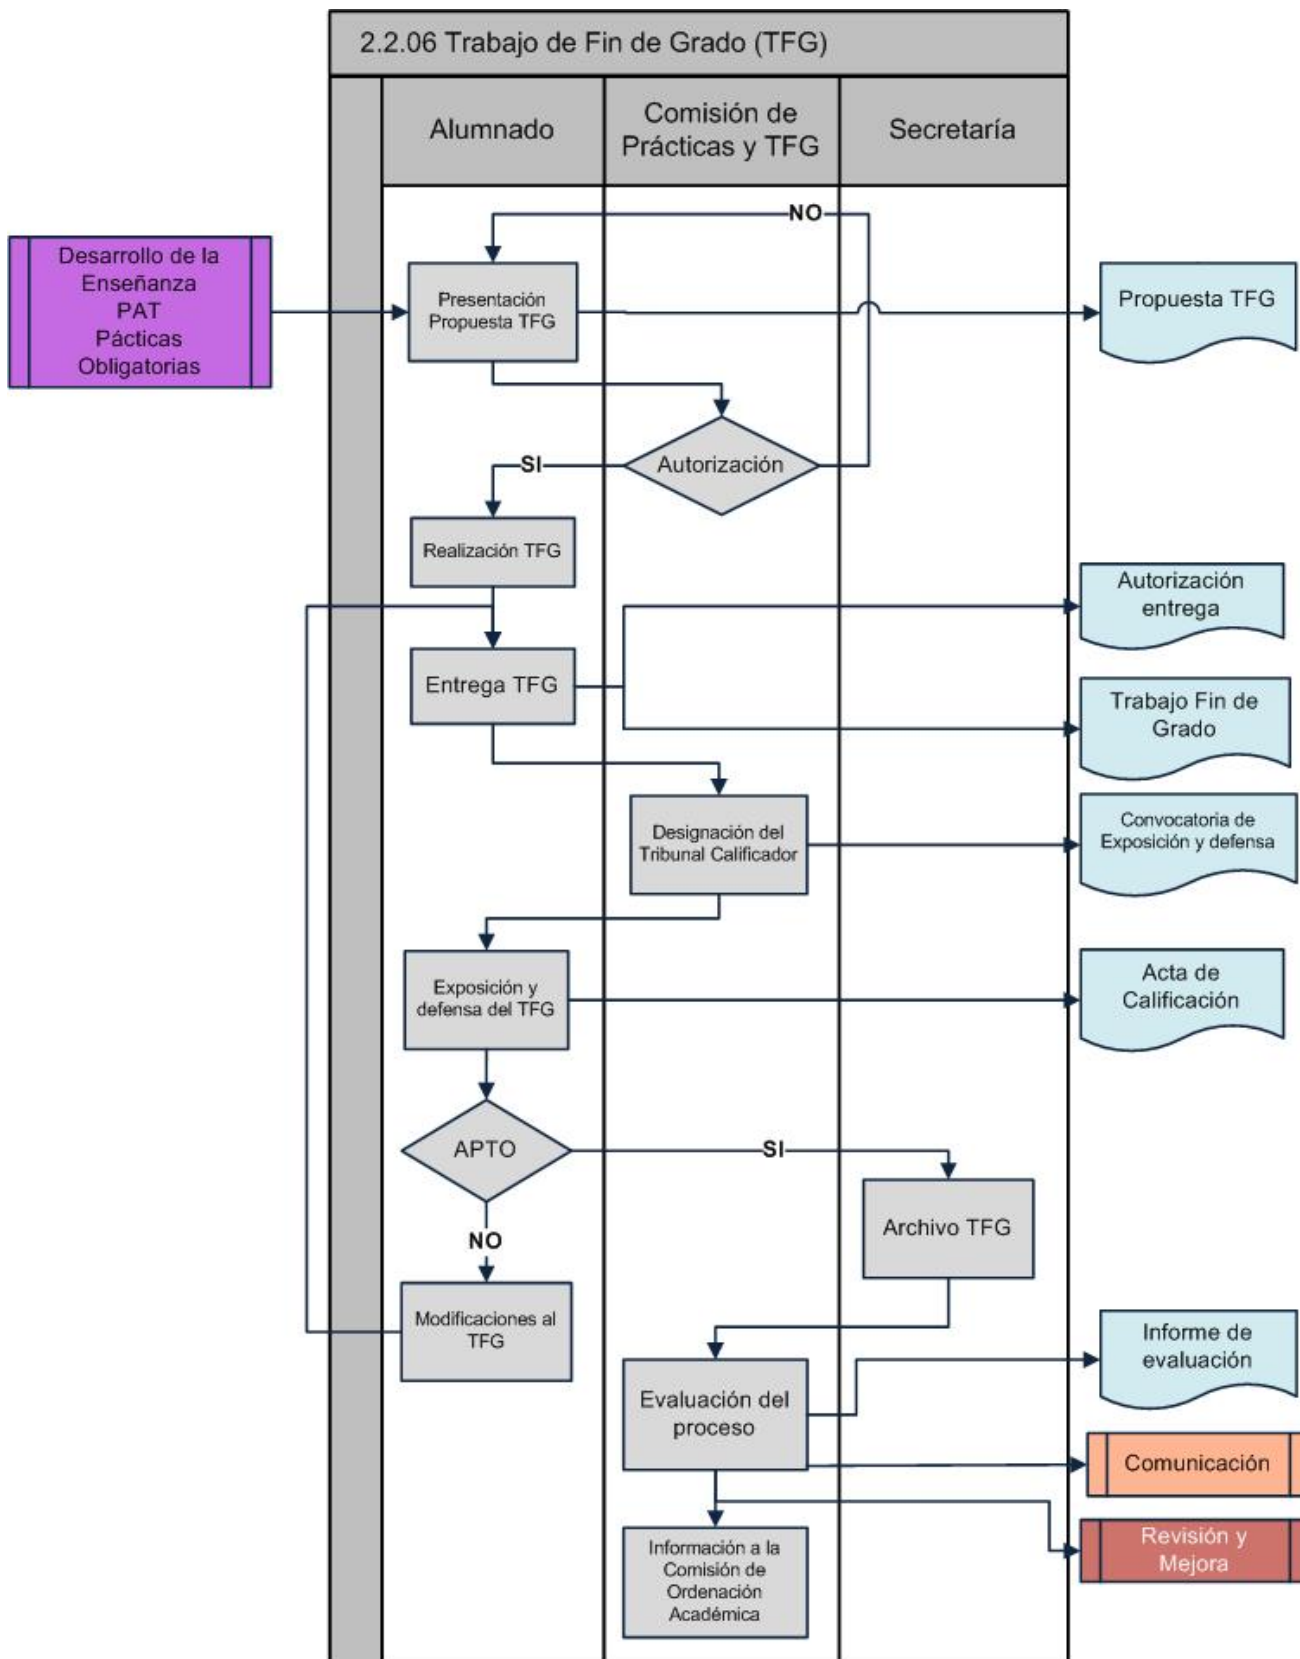 2.2.06 Trabajo de Fin de Grado (TFG)
Alumnado
Comisión de
Prácticas y TFG
Secretaría
NO
Desarrollo de la
Enseñanza
PAT
Pácticas
Obligatorias
Presentación
Propuesta TFG
Propuesta TFG
Autorización
SI
Realización TFG
Autorización
entrega
Entrega TFG
Trabajo Fin de
Grado
Designación del
Tribunal Calificador
Convocatoria de
Exposición y defensa
Exposición y
defensa del TFG
Acta de
Calificación
APTO
SI
Archivo TFG
NO
Modificaciones al
TFG
Informe de
evaluación
Evaluación del
proceso
Comunicación
Información a la
Comisión de
Ordenación
Académica
Revisión y
Mejora